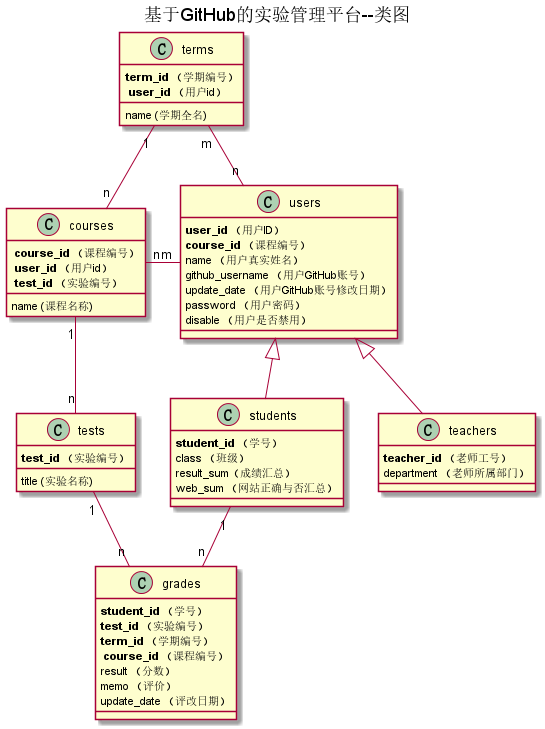 基于GitHub的实验管理平台--类图
C terms
term_id （学期编号）
user_id （用户id）
name (学期全名)
1
m
n
n
C users
user_id （用户ID）
course_id （课程编号）
name （用户真实姓名）
github_username （用户GitHub账号）
update_date （用户GitHub账号修改日期）
password （用户密码）
disable （用户是否禁用）
C courses
course_id （课程编号）
user_id （用户id）
test_id （实验编号）
name (课程名称)
nm
1
n
C tests
test_id （实验编号）
title (实验名称)
C students
student_id （学号）
class （班级）
result_sum（成绩汇总）
web_sum （网站正确与否汇总）
C teachers
teacher_id （老师工号）
department （老师所属部门）
1
1
n
n
C grades
student_id （学号）
test_id （实验编号）
term_id （学期编号）
course_id （课程编号）
result （分数）
memo （评价）
update_date （评改日期）